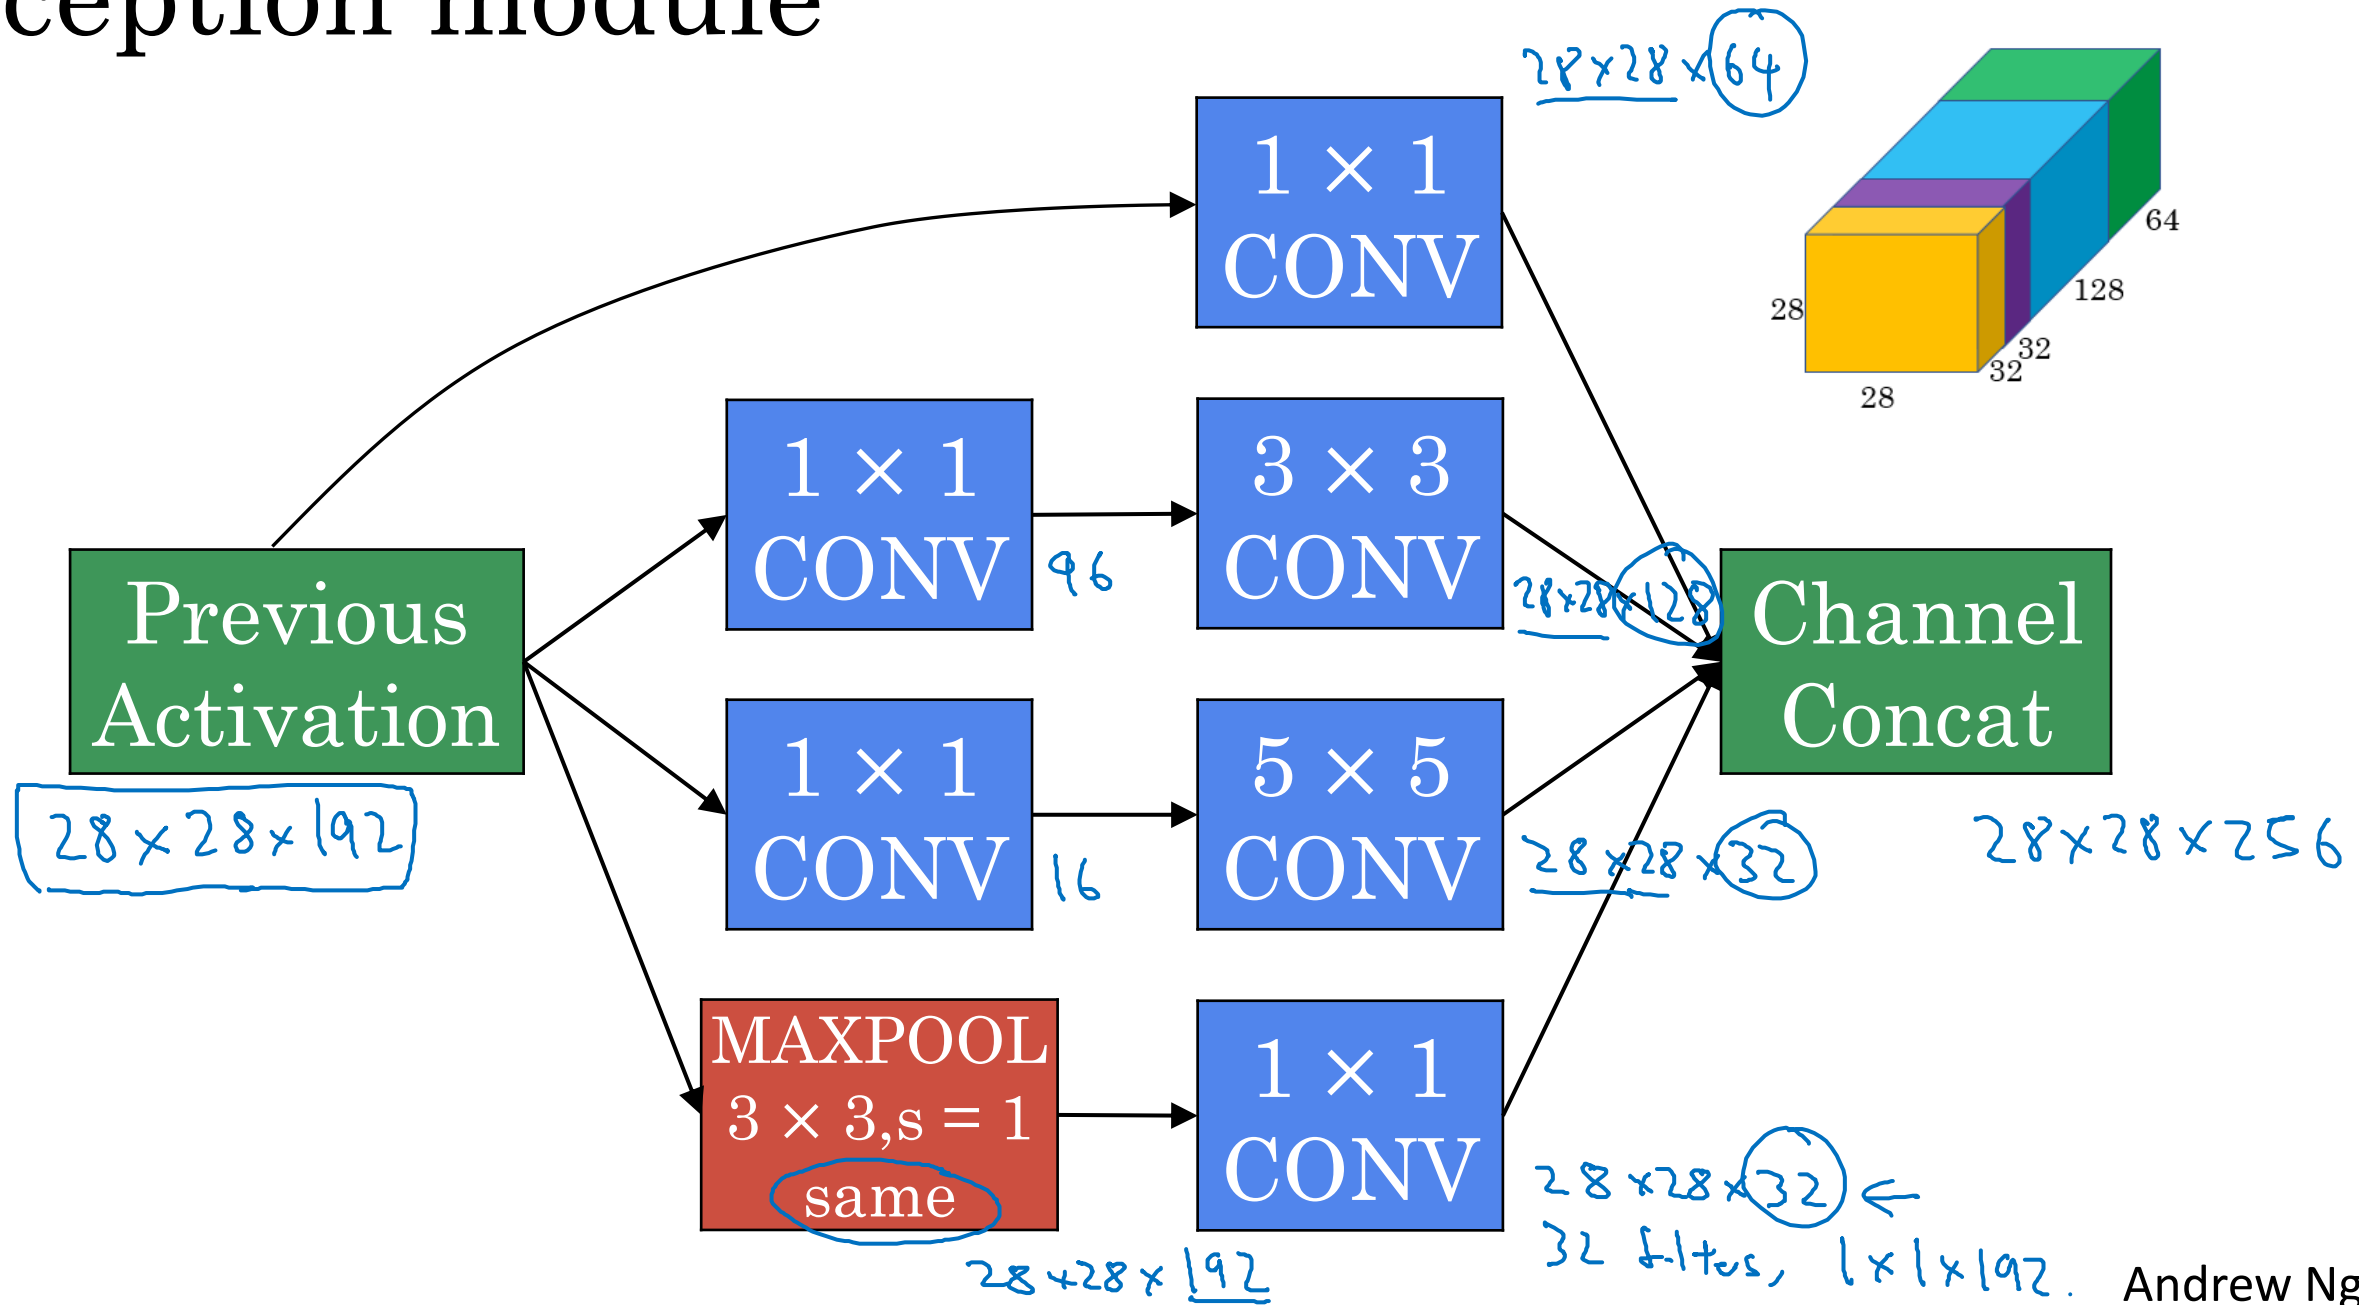 ception module
28×28×64
1 × 1
CONV
64
128
32
32
28
28
1 × 1
CONV
96
3 × 3
CONV
28×28×128
Previous
Activation
28×28×192
Channel
Concat
28×28×256
1 × 1
CONV
16
5 × 5
CONV
28×28×32
MAXPOOL
3 × 3,s = 1
same
28×28×192
1 × 1
CONV
28×28×32 ←
32 filters, 1×1×192.
Andrew Ng